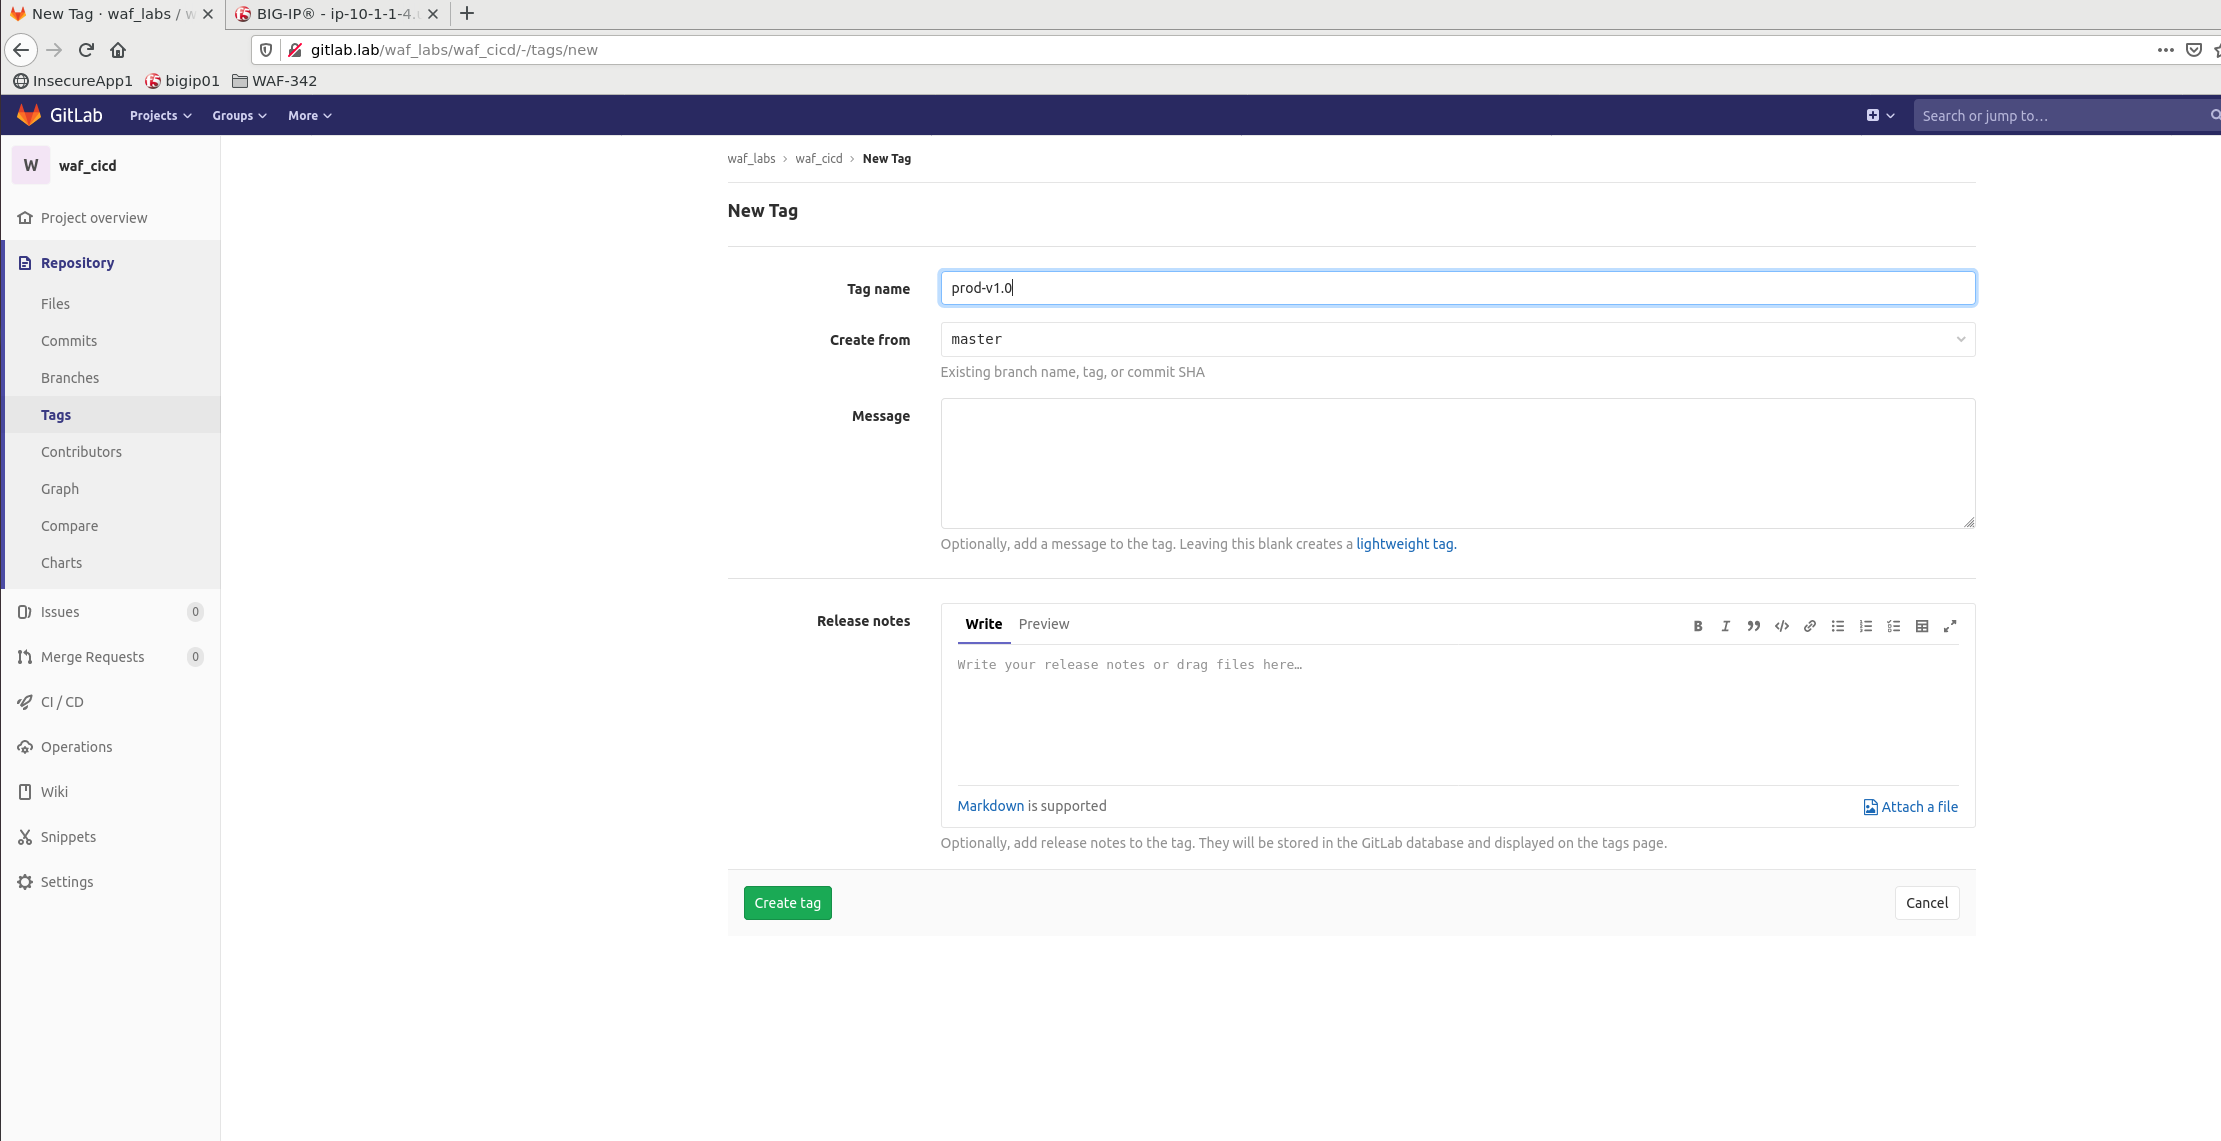 New Tag · waf_labs / w
BIG-IP® - ip-10-1-1-4.
gitlab.lab/waf_labs/waf_cicd/-/tags/new
InsecureApp1 bigip01 WAF-342
GitLab Projects Groups More Search or jump to…
W waf_cicd
Project overview
Repository
Files
Commits
Branches
Tags
Contributors
Graph
Compare
Charts
Issues 0
Merge Requests 0
CI / CD
Operations
Wiki
Snippets
Settings
waf_labs › waf_cicd › New Tag
New Tag
Tag name prod-v1.0
Create from master
Existing branch name, tag, or commit SHA
Message
Optionally, add a message to the tag. Leaving this blank creates a lightweight tag.
Release notes Write Preview
Write your release notes or drag files here…
Markdown is supported Attach a file
Optionally, add release notes to the tag. They will be stored in the GitLab database and displayed on the tags page.
Create tag Cancel